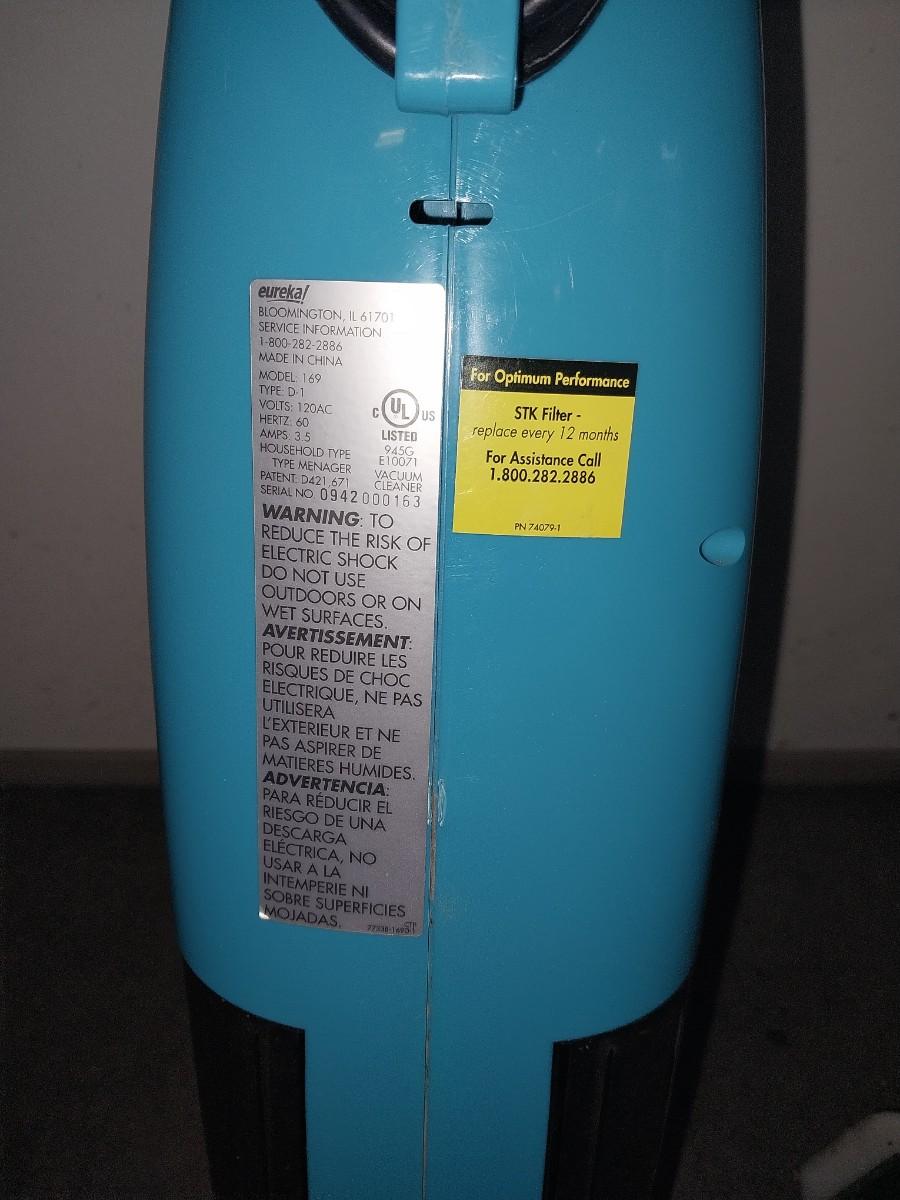 eureka!
BLOOMINGTON, IL 61701
SERVICE INFORMATION
1-800-282-2886
MADE IN CHINA
MODEL: 169
TYPE: D-1
VOLTS: 120AC
HERTZ: 60
AMPS: 3.5
HOUSEHOLD TYPE
TYPE MENAGER
PATENT: D421,671
SERIAL NO. 0942000163
C UL US
LISTED
945G
E10071
VACUUM
CLEANER
WARNING: TO
REDUCE THE RISK OF
ELECTRIC SHOCK
DO NOT USE
OUTDOORS OR ON
WET SURFACES.
AVERTISSEMENT:
POUR REDUIRE LES
RISQUES DE CHOC
ELECTRIQUE, NE PAS
UTILISERA
L'EXTERIEUR ET NE
PAS ASPIRER DE
MATIERES HUMIDES.
ADVERTENCIA:
PARA RÉDUCIR EL
RIESGO DE UNA
DESCARGA
ELÉCTRICA, NO
USAR A LA
INTEMPERIE NI
SOBRE SUPERFICIES
MOJADAS.
For Optimum Performance
STK Filter -
replace every 12 months
For Assistance Call
1.800.282.2886
PN 74079-1